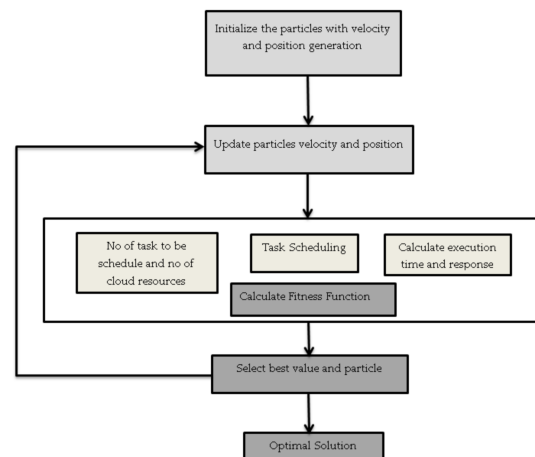 Initialize the particles with velocity
and position generation
Update particles velocity and position
No of task to be
schedule and no of
cloud resources
Task Scheduling
Calculate execution
time and response
Calculate Fitness Function
Select best value and particle
Optimal Solution